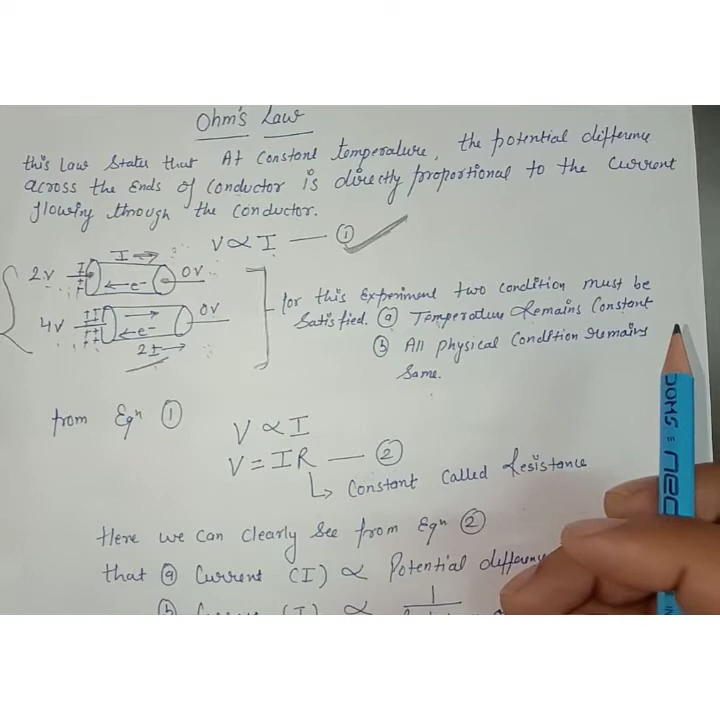 Ohm's Law
this Law States that At Constant temperature, the potential difference
across the Ends of Conductor is directly proportional to the Current
flowing through the Conductor.
V ∝ I — ①
I →
2V
0V
← e-
4V
0V
← e-
2I →
for this Experiment two condition must be
Satisfied. ⓐ Temperature Remains Constant
ⓑ All physical Condition remains
Same.
from Eqⁿ ①
V ∝ I
V = IR — ②
↳ Constant Called Resistance
Here we can clearly See from Eqⁿ ②
that ⓐ Current (I) ∝ Potential difference
ⓑ (I) ∝ 1
DOMS